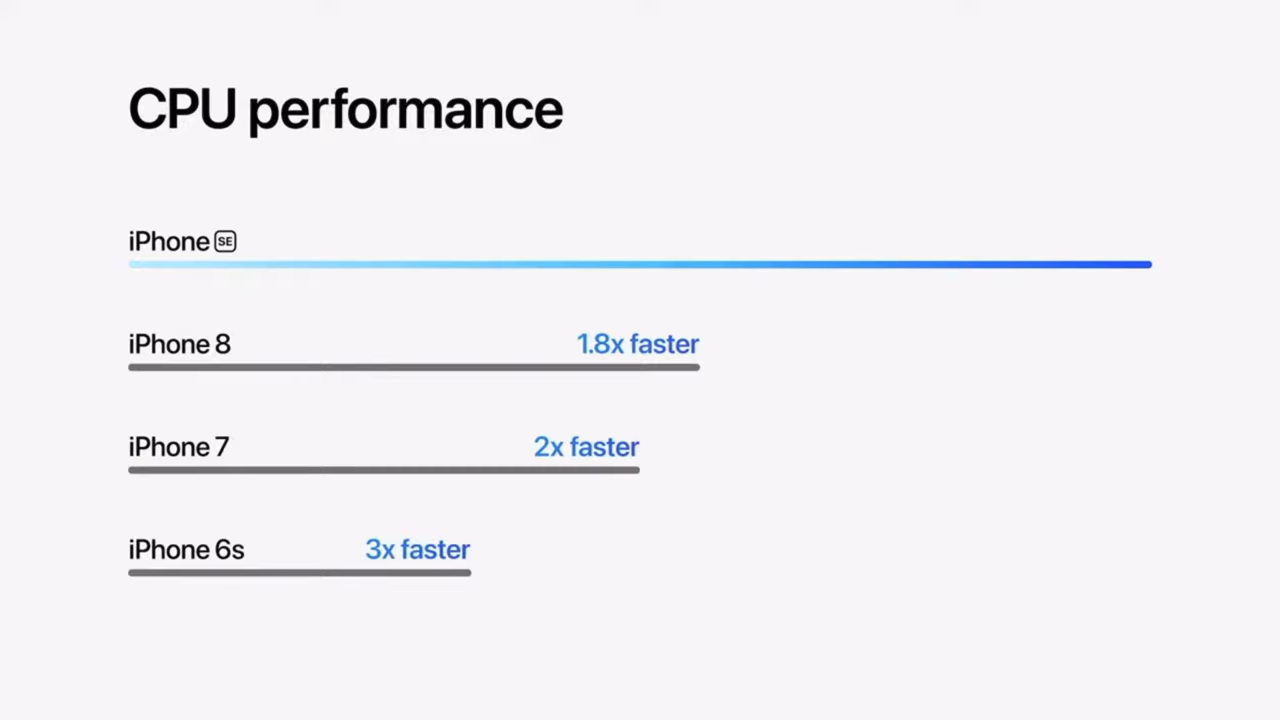 CPU performance
iPhone SE
iPhone 8 1.8x faster
iPhone 7 2x faster
iPhone 6s 3x faster